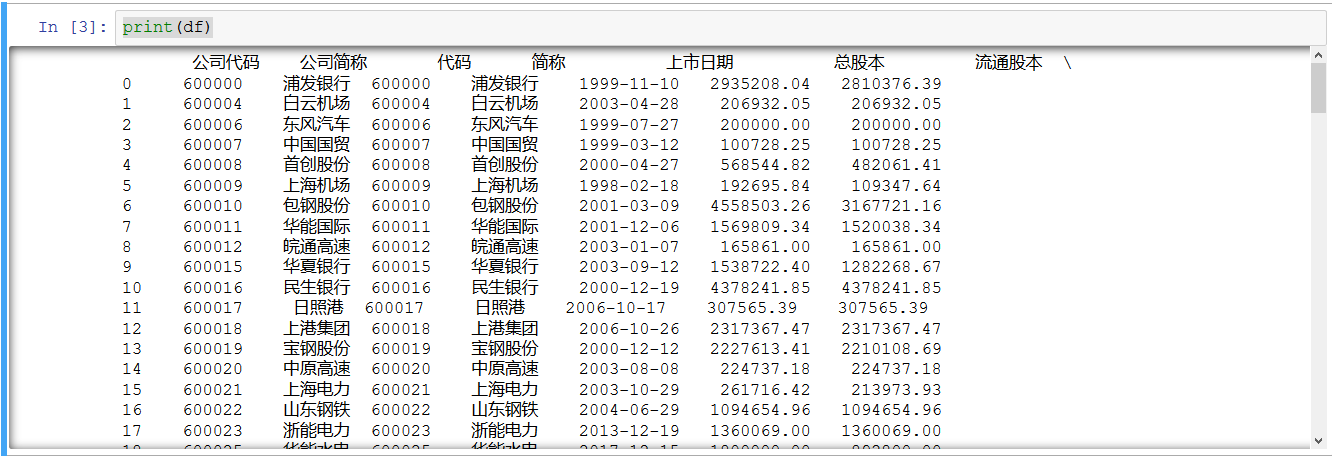 In [3]: print(df)
公司代码 公司简称 代码 简称 上市日期 总股本 流通股本 \
0 600000 浦发银行 600000 浦发银行 1999-11-10 2935208.04 2810376.39
1 600004 白云机场 600004 白云机场 2003-04-28 206932.05 206932.05
2 600006 东风汽车 600006 东风汽车 1999-07-27 200000.00 200000.00
3 600007 中国国贸 600007 中国国贸 1999-03-12 100728.25 100728.25
4 600008 首创股份 600008 首创股份 2000-04-27 568544.82 482061.41
5 600009 上海机场 600009 上海机场 1998-02-18 192695.84 109347.64
6 600010 包钢股份 600010 包钢股份 2001-03-09 4558503.26 3167721.16
7 600011 华能国际 600011 华能国际 2001-12-06 1569809.34 1520038.34
8 600012 皖通高速 600012 皖通高速 2003-01-07 165861.00 165861.00
9 600015 华夏银行 600015 华夏银行 2003-09-12 1538722.40 1282268.67
10 600016 民生银行 600016 民生银行 2000-12-19 4378241.85 4378241.85
11 600017 日照港 600017 日照港 2006-10-17 307565.39 307565.39
12 600018 上港集团 600018 上港集团 2006-10-26 2317367.47 2317367.47
13 600019 宝钢股份 600019 宝钢股份 2000-12-12 2227613.41 2210108.69
14 600020 中原高速 600020 中原高速 2003-08-08 224737.18 224737.18
15 600021 上海电力 600021 上海电力 2003-10-29 261716.42 213973.93
16 600022 山东钢铁 600022 山东钢铁 2004-06-29 1094654.96 1094654.96
17 600023 浙能电力 600023 浙能电力 2013-12-19 1360069.00 1360069.00